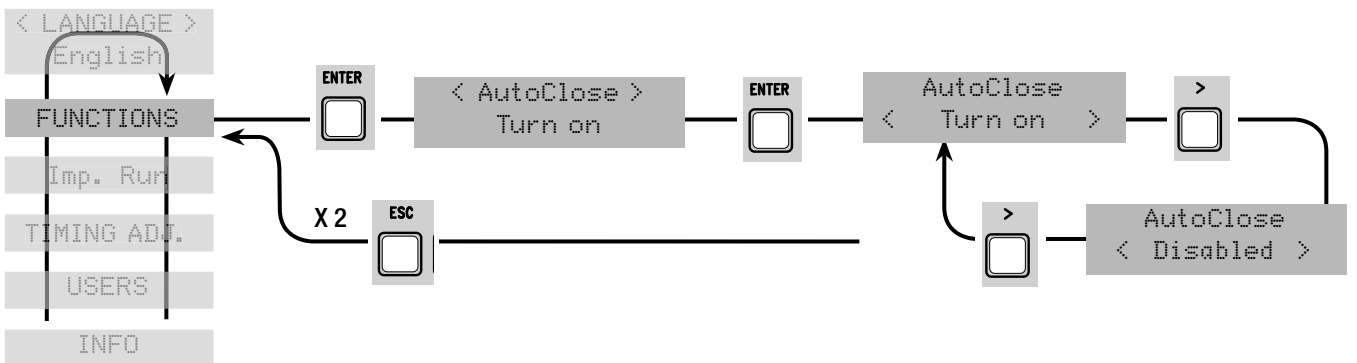 < LANGUAGE >
English
FUNCTIONS
Imp. Run
TIMING ADJ.
USERS
INFO
ENTER
< AutoClose >
Turn on
ENTER
AutoClose
< Turn on >
>
AutoClose
< Disabled >
>
ESC
X 2